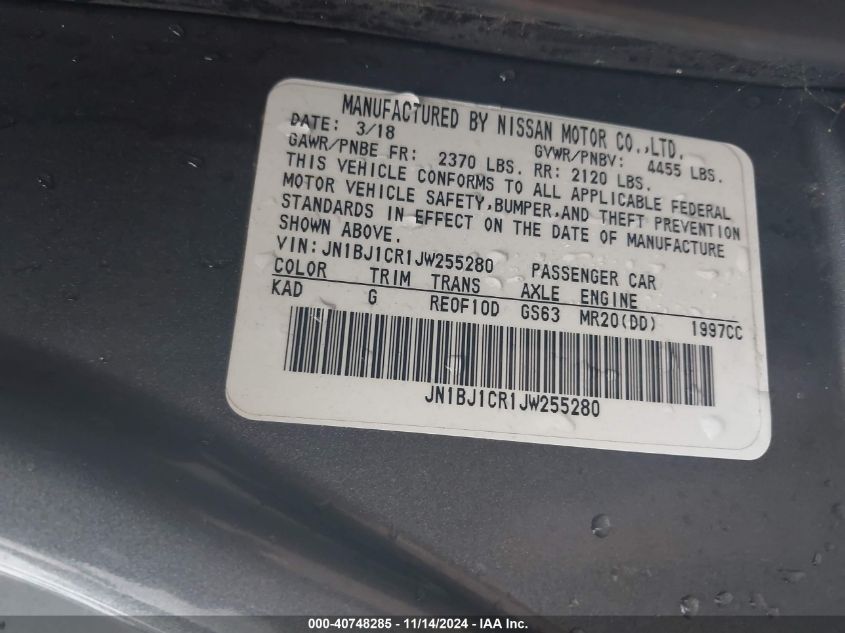 MANUFACTURED BY NISSAN MOTOR CO.,LTD.
DATE: 3/18 GVWR/PNBV: 4455 LBS.
GAWR/PNBE FR: 2370 LBS. RR: 2120 LBS.
THIS VEHICLE CONFORMS TO ALL APPLICABLE FEDERAL
MOTOR VEHICLE SAFETY,BUMPER,AND THEFT PREVENTION
STANDARDS IN EFFECT ON THE DATE OF MANUFACTURE
SHOWN ABOVE.
VIN:JN1BJ1CR1JW255280 PASSENGER CAR
COLOR TRIM TRANS AXLE ENGINE
KAD G RE0F10D GS63 MR20(DD) 1997CC
JN1BJ1CR1JW255280
000-40748285 - 11/14/2024 - IAA Inc.